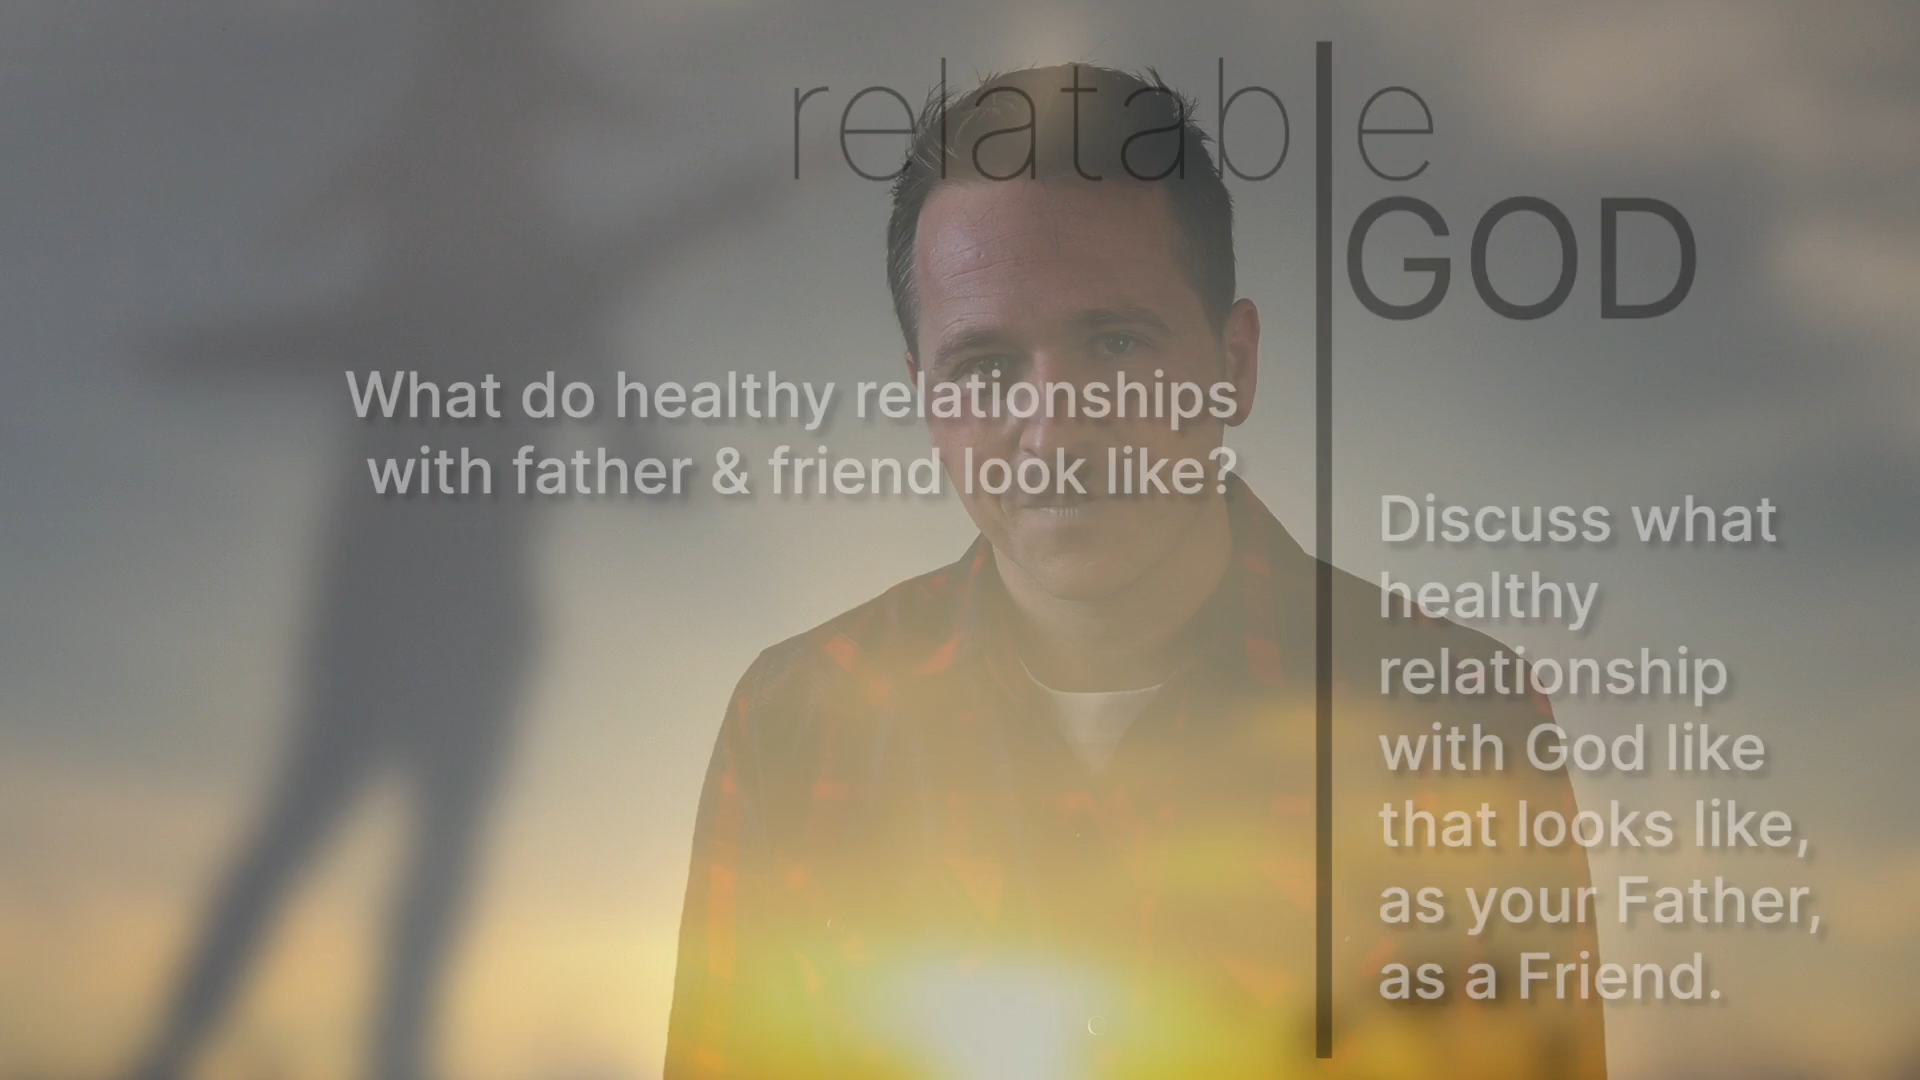 relatable
GOD
What do healthy relationships
with father & friend look like?
Discuss what
healthy
relationship
with God like
that looks like,
as your Father,
as a Friend.